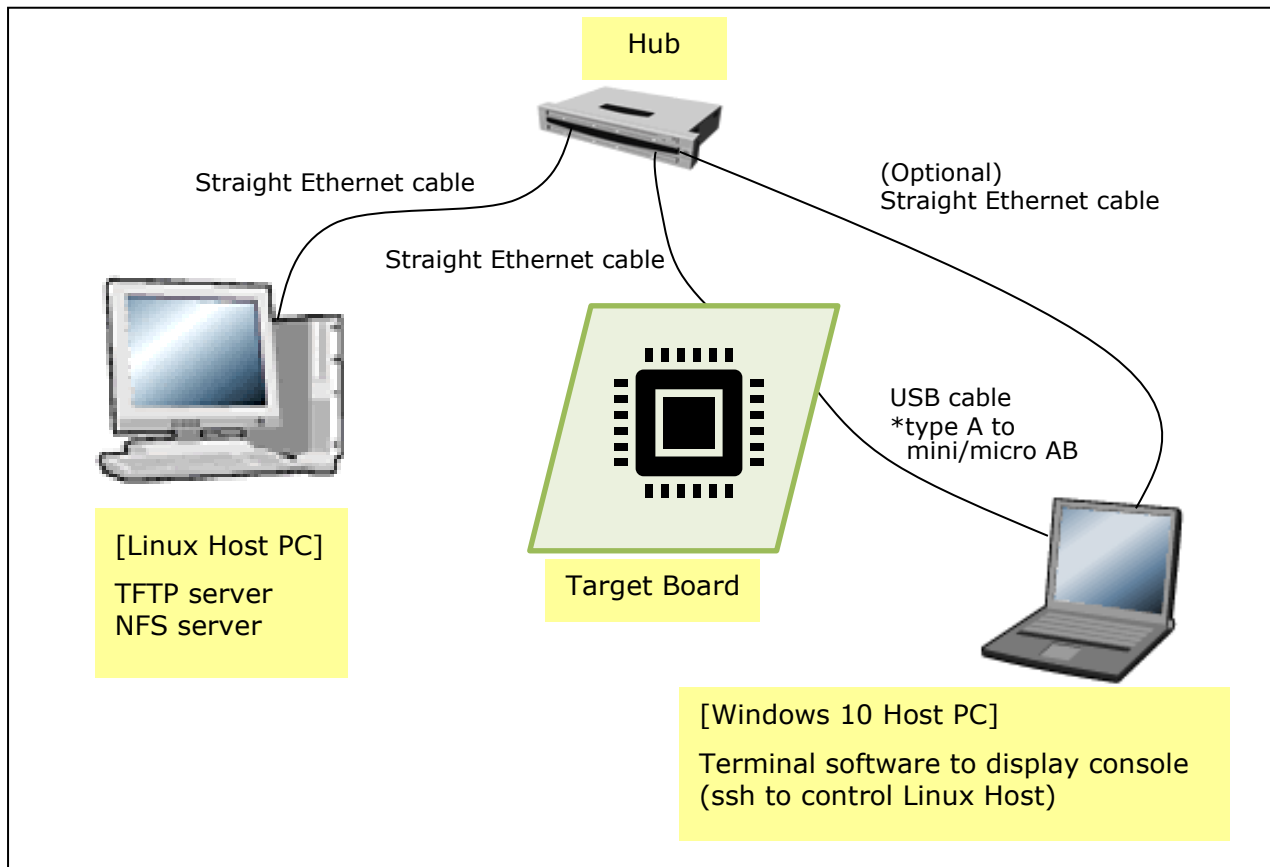 Hub
Straight Ethernet cable
(Optional)
Straight Ethernet cable
Straight Ethernet cable
USB cable
*type A to
mini/micro AB
[Linux Host PC]
TFTP server
NFS server
Target Board
[Windows 10 Host PC]
Terminal software to display console
(ssh to control Linux Host)